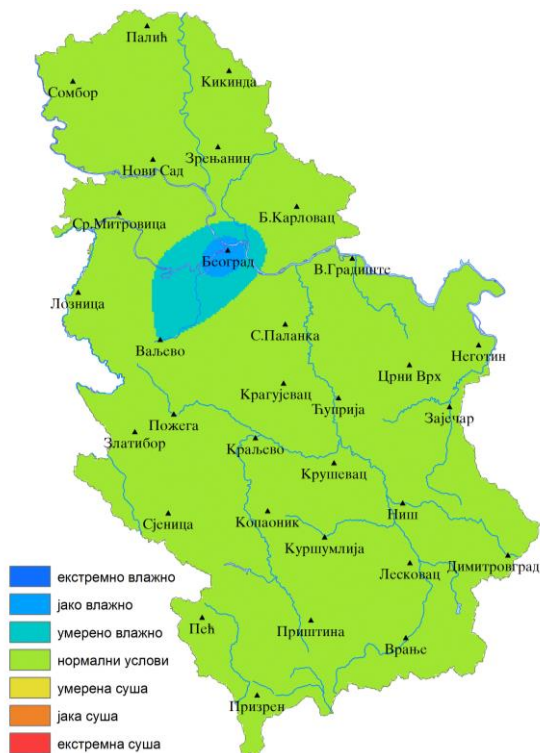 Палић
Кикинда
Сомбор
Зрењанин
Нови Сад
Б.Карловац
Ср.Митровица
Београд
В.Градиште
Лозница
С.Паланка
Ваљево
Неготин
Црни Врх
Крагујевац
Ћуприја
Зајечар
Пожега
Златибор
Краљево
Крушевац
Ниш
Сјеница
Копаоник
Куршумлија
Димитровград
Лесковац
Пећ
Приштина
Врање
Призрен
екстремно влажно
јако влажно
умерено влажно
нормални услови
умерена суша
јака суша
екстремна суша